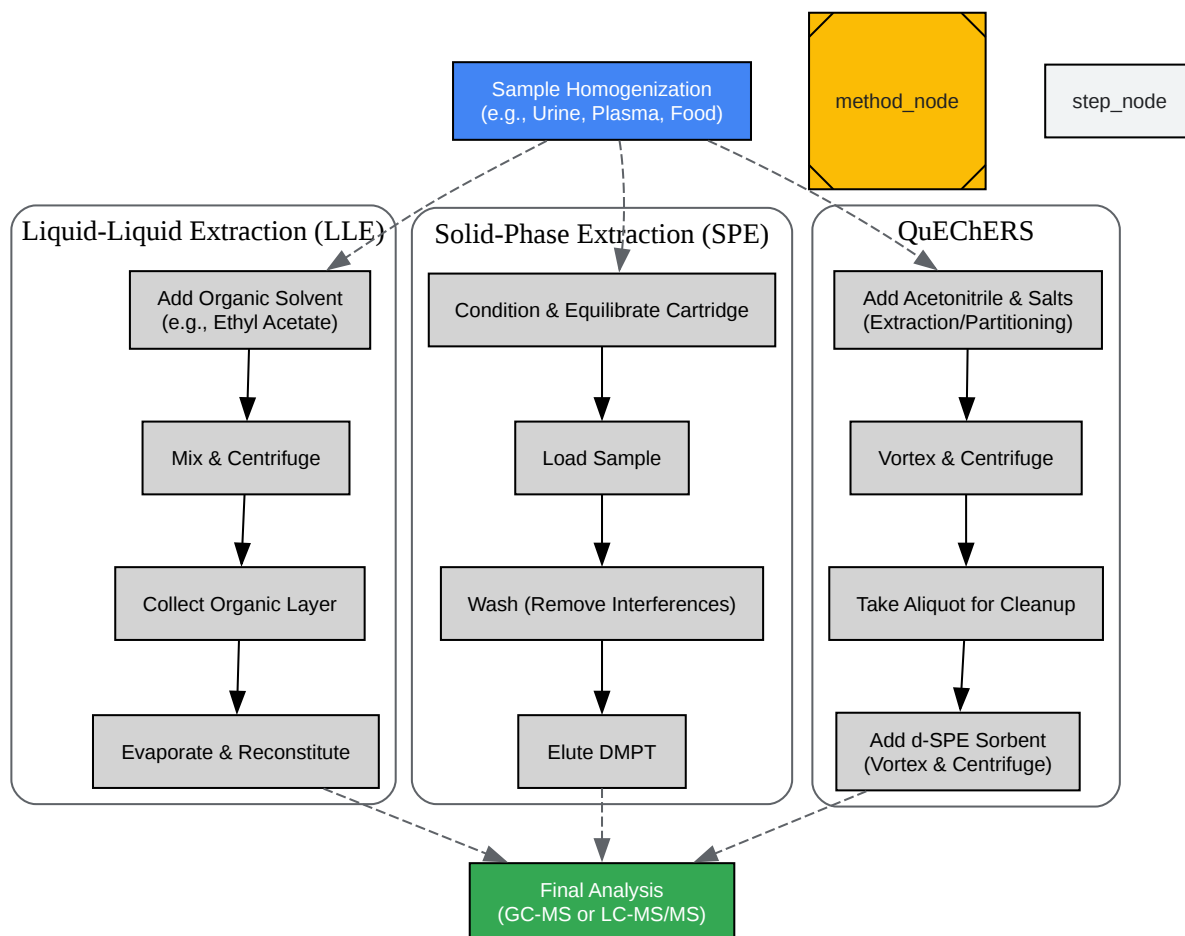 Sample Homogenization
(e.g., Urine, Plasma, Food)
method_node
step_node
Liquid-Liquid Extraction (LLE)
Add Organic Solvent
(e.g., Ethyl Acetate)
Mix & Centrifuge
Collect Organic Layer
Evaporate & Reconstitute
Solid-Phase Extraction (SPE)
Condition & Equilibrate Cartridge
Load Sample
Wash (Remove Interferences)
Elute DMPT
QuEChERS
Add Acetonitrile & Salts
(Extraction/Partitioning)
Vortex & Centrifuge
Take Aliquot for Cleanup
Add d-SPE Sorbent
(Vortex & Centrifuge)
Final Analysis
(GC-MS or LC-MS/MS)